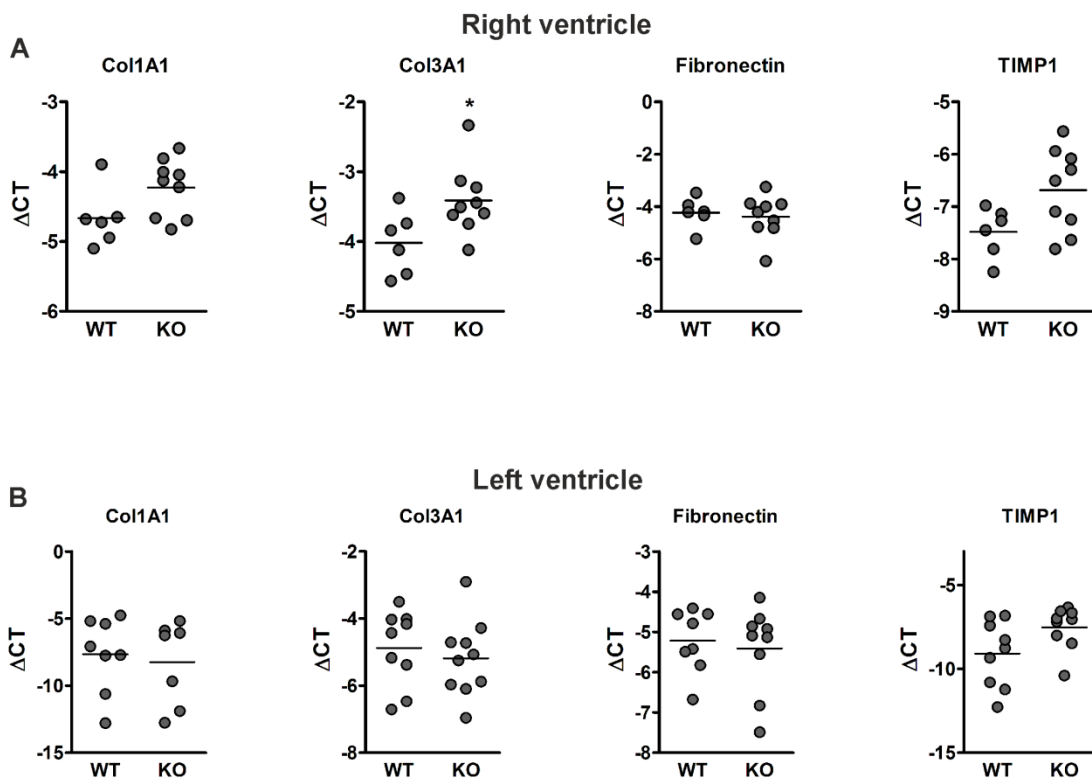 Right ventricle
A
Col1A1
Col3A1
Fibronectin
TIMP1
-3
-4
-5
-6
ΔCT
WT
KO
-2
-3
-4
-5
ΔCT
*
WT
KO
0
-2
-4
-6
-8
ΔCT
WT
KO
-5
-6
-7
-8
-9
ΔCT
WT
KO
Left ventricle
B
Col1A1
Col3A1
Fibronectin
TIMP1
0
-5
-10
-15
ΔCT
WT
KO
-2
-4
-6
-8
ΔCT
WT
KO
-3
-4
-5
-6
-7
-8
ΔCT
WT
KO
-5
-10
-15
ΔCT
WT
KO